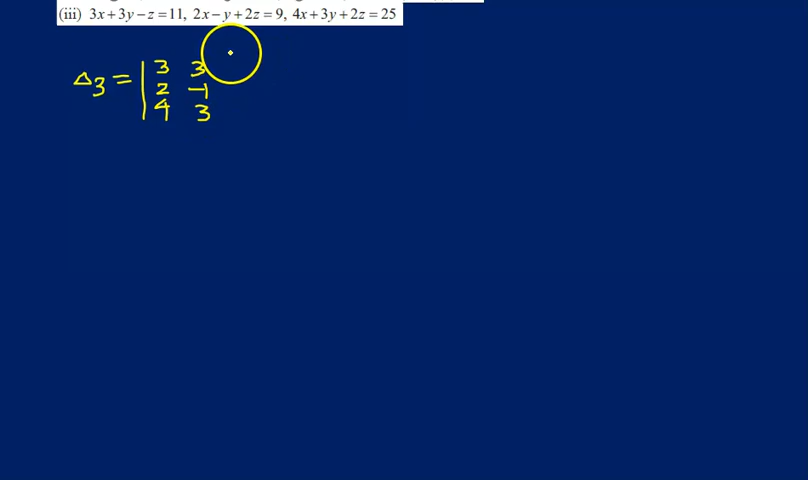 (iii) 3x+3y−z=11, 2x−y+2z=9, 4x+3y+2z=25
Δ3 = | 3 3
2 -1
4 3